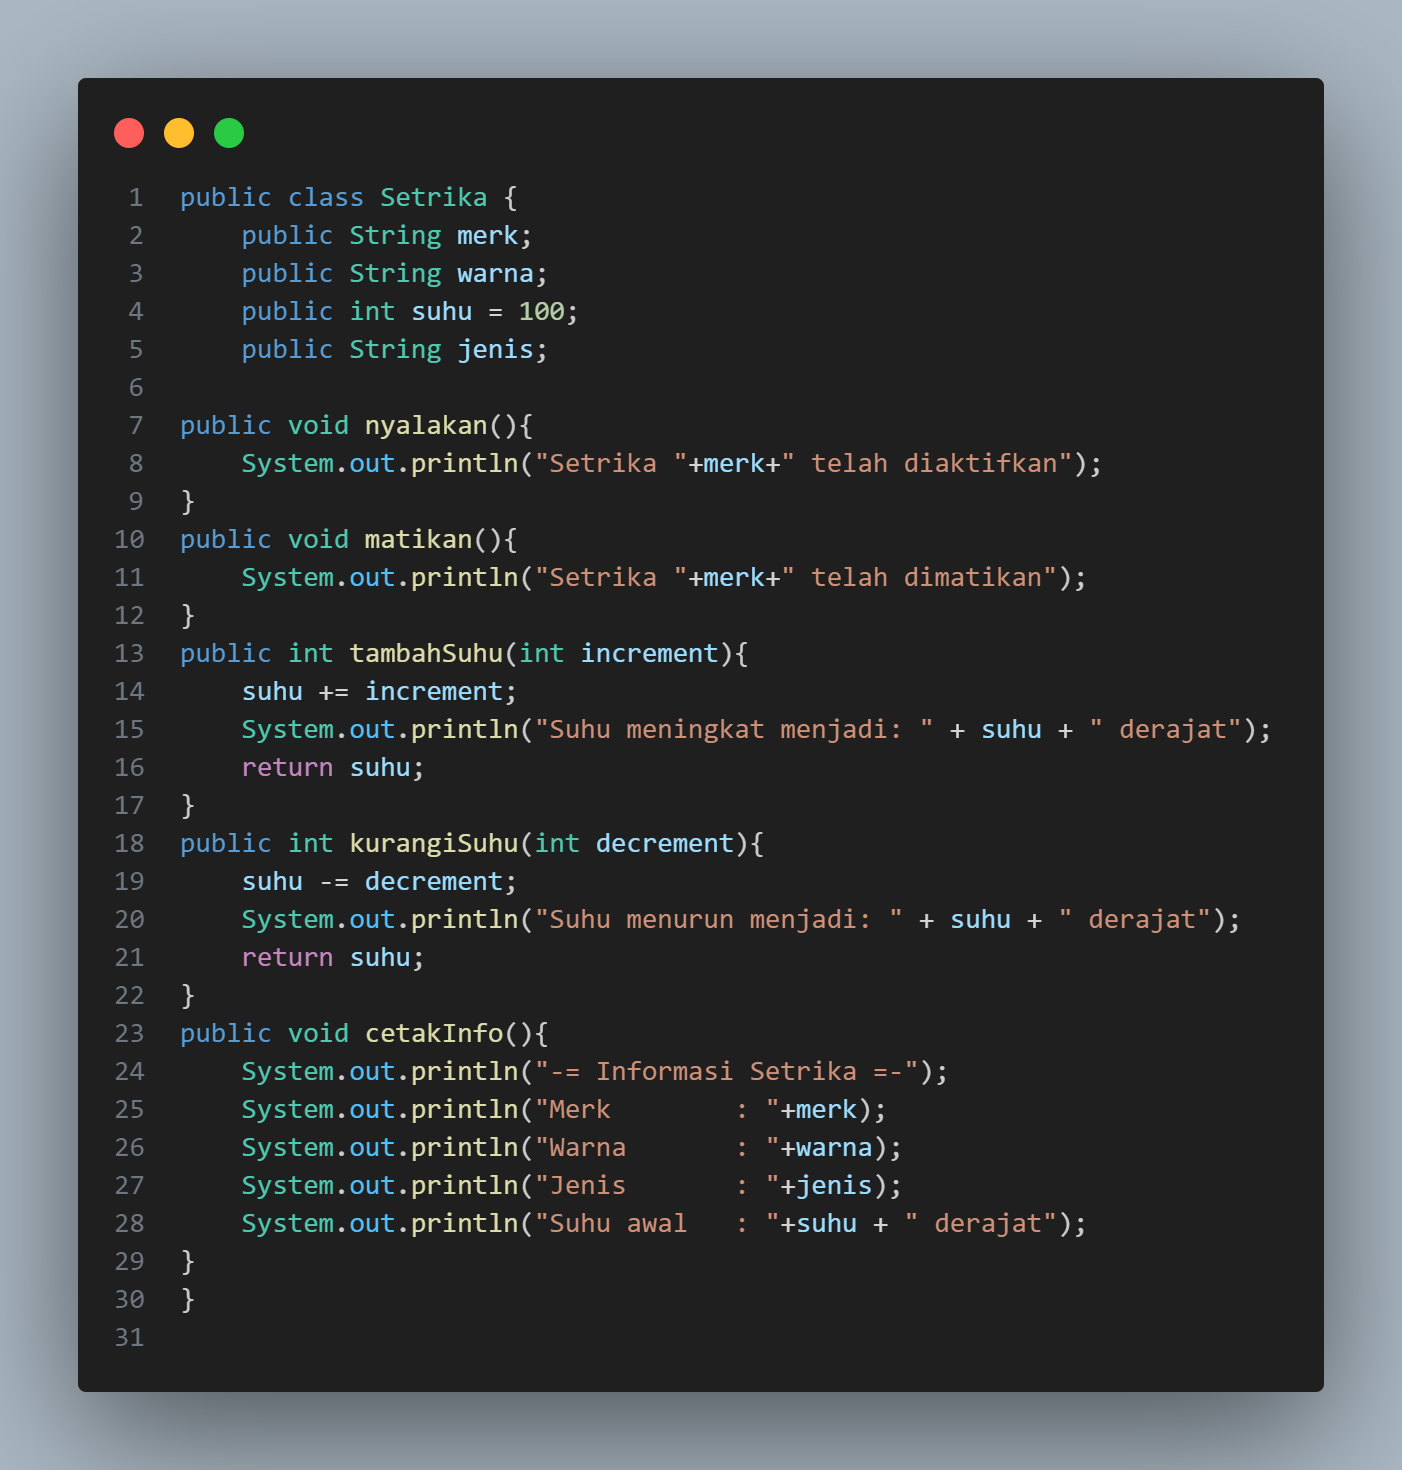 1 public class Setrika {
2     public String merk;
3     public String warna;
4     public int suhu = 100;
5     public String jenis;
6
7 public void nyalakan(){
8     System.out.println("Setrika "+merk+" telah diaktifkan");
9 }
10 public void matikan(){
11     System.out.println("Setrika "+merk+" telah dimatikan");
12 }
13 public int tambahSuhu(int increment){
14     suhu += increment;
15     System.out.println("Suhu meningkat menjadi: " + suhu + " derajat");
16     return suhu;
17 }
18 public int kurangiSuhu(int decrement){
19     suhu -= decrement;
20     System.out.println("Suhu menurun menjadi: " + suhu + " derajat");
21     return suhu;
22 }
23 public void cetakInfo(){
24     System.out.println("-= Informasi Setrika =-");
25     System.out.println("Merk        : "+merk);
26     System.out.println("Warna       : "+warna);
27     System.out.println("Jenis       : "+jenis);
28     System.out.println("Suhu awal   : "+suhu + " derajat");
29 }
30 }
31